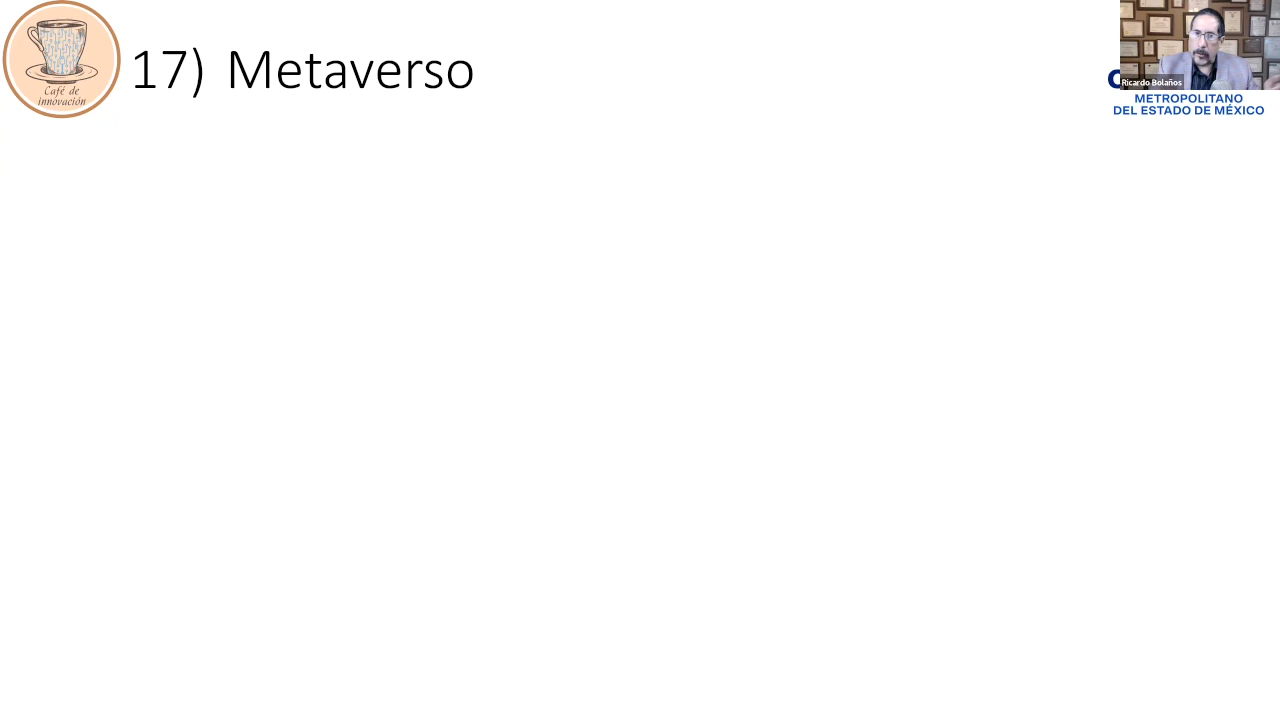 Café de
innovación
17) Metaverso
Ricardo Bolaños
METROPOLITANO
DEL ESTADO DE MÉXICO